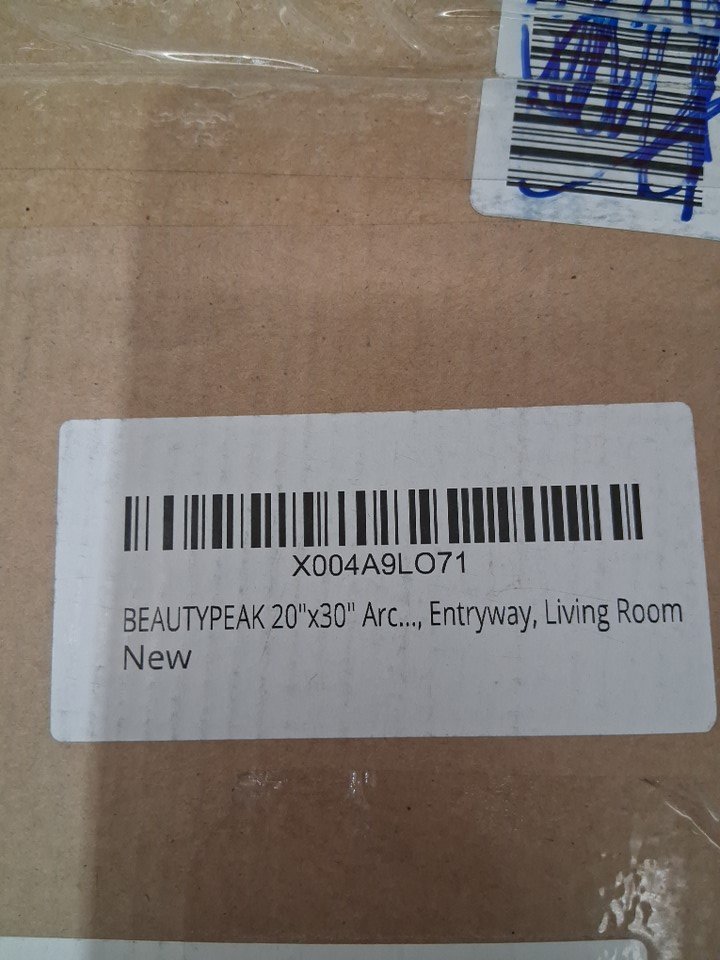 X004A9LO71
BEAUTYPEAK 20"x30" Arc..., Entryway, Living Room
New